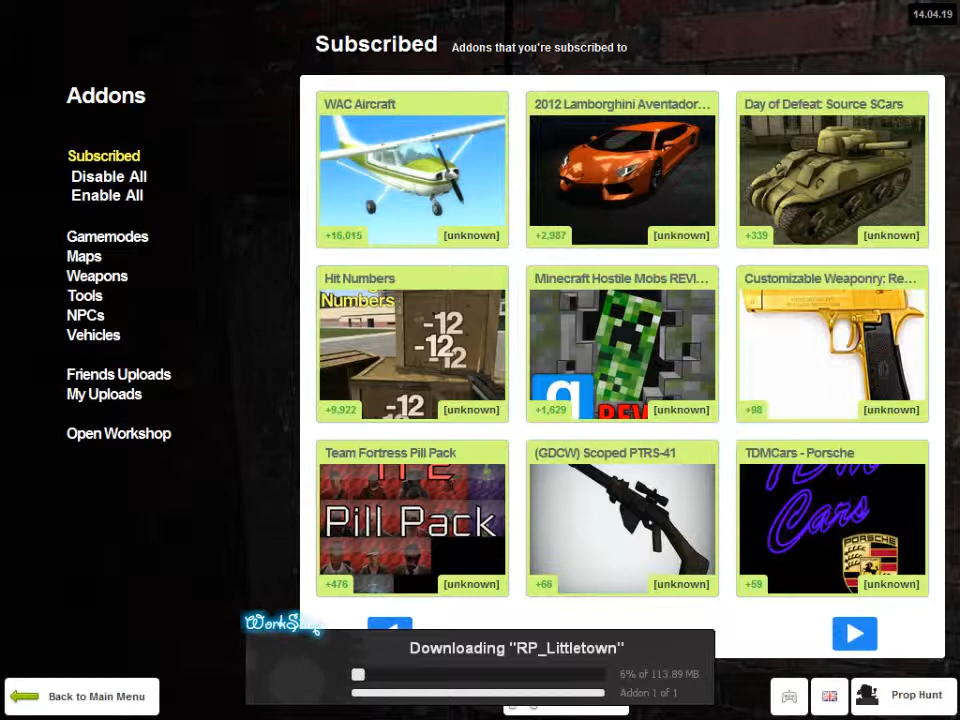 14.04.19
Subscribed Addons that you're subscribed to
Addons
Subscribed
Disable All
Enable All
Gamemodes
Maps
Weapons
Tools
NPCs
Vehicles
Friends Uploads
My Uploads
Open Workshop
WAC Aircraft
+16,015 [unknown]
2012 Lamborghini Aventador...
+2,987 [unknown]
Day of Defeat: Source SCars
+339 [unknown]
Hit Numbers
Numbers
-12
-12
-12
+9,922 [unknown]
Minecraft Hostile Mobs REVI...
g
REV
+1,629 [unknown]
Customizable Weaponry: Re...
+98 [unknown]
Team Fortress Pill Pack
TF2
Pill Pack
+476 [unknown]
(GDCW) Scoped PTRS-41
+66 [unknown]
TDMCars - Porsche
TDM
Cars
PORSCHE
+59 [unknown]
WorkShop
Downloading "RP_Littletown"
6% of 113.89 MB
Addon 1 of 1
Back to Main Menu
Prop Hunt